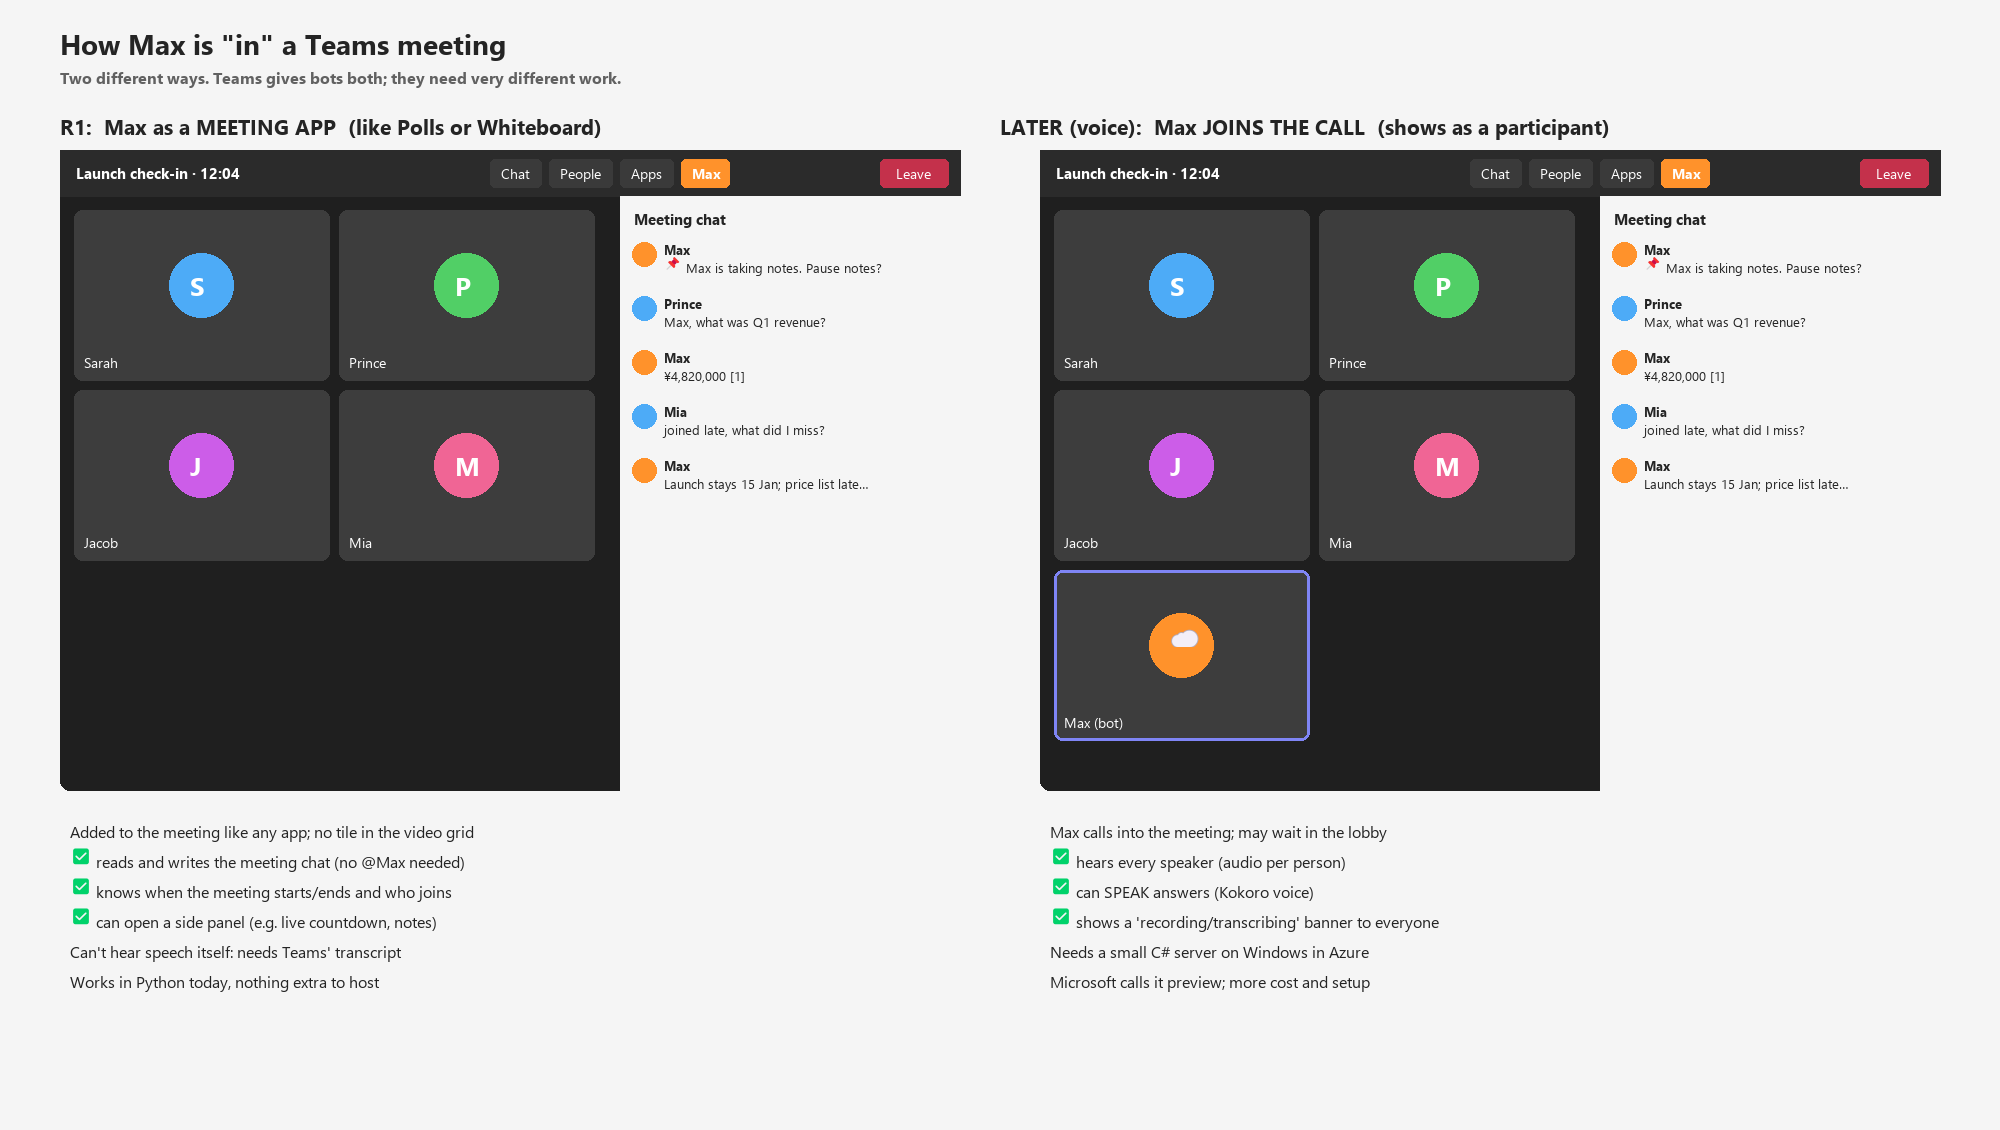 How Max is "in" a Teams meeting
Two different ways. Teams gives bots both; they need very different work.
R1:  Max as a MEETING APP  (like Polls or Whiteboard)
Launch check-in · 12:04
Chat
People
Apps
Max
Leave
S
Sarah
P
Prince
J
Jacob
M
Mia
Meeting chat
Max
📌 Max is taking notes. Pause notes?
Prince
Max, what was Q1 revenue?
Max
¥4,820,000 [1]
Mia
joined late, what did I miss?
Max
Launch stays 15 Jan; price list late...
Added to the meeting like any app; no tile in the video grid
✅ reads and writes the meeting chat (no @Max needed)
✅ knows when the meeting starts/ends and who joins
✅ can open a side panel (e.g. live countdown, notes)
Can't hear speech itself: needs Teams' transcript
Works in Python today, nothing extra to host
LATER (voice):  Max JOINS THE CALL  (shows as a participant)
Launch check-in · 12:04
Chat
People
Apps
Max
Leave
S
Sarah
P
Prince
J
Jacob
M
Mia
Max (bot)
Meeting chat
Max
📌 Max is taking notes. Pause notes?
Prince
Max, what was Q1 revenue?
Max
¥4,820,000 [1]
Mia
joined late, what did I miss?
Max
Launch stays 15 Jan; price list late...
Max calls into the meeting; may wait in the lobby
✅ hears every speaker (audio per person)
✅ can SPEAK answers (Kokoro voice)
✅ shows a 'recording/transcribing' banner to everyone
Needs a small C# server on Windows in Azure
Microsoft calls it preview; more cost and setup